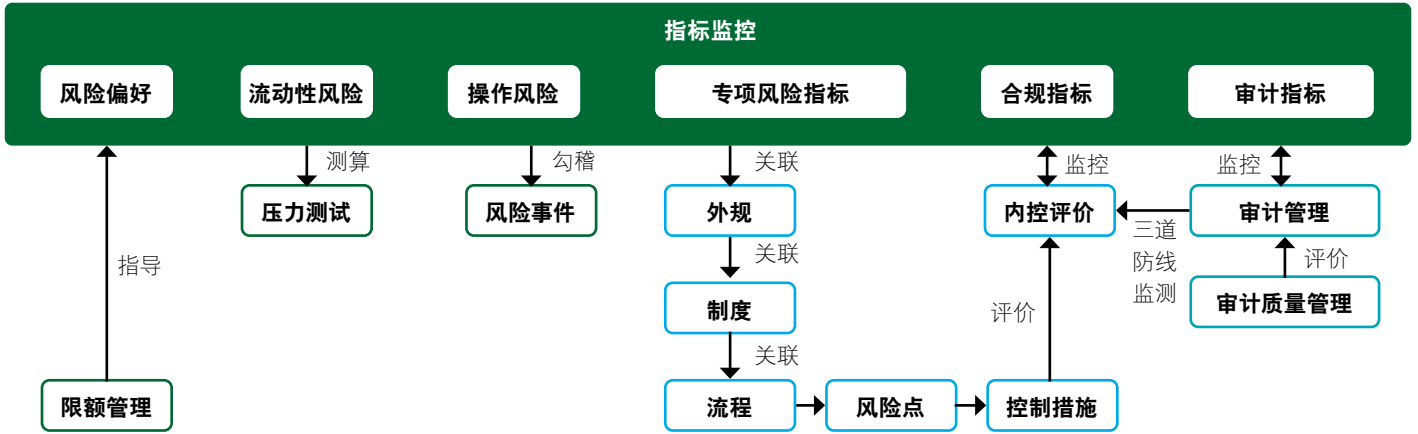 指标监控
风险偏好
流动性风险
操作风险
专项风险指标
合规指标
审计指标
测算
勾稽
关联
监控
监控
压力测试
风险事件
外规
内控评价
审计管理
三道
防线
监测
指导
关联
评价
制度
审计质量管理
评价
关联
限额管理
流程
风险点
控制措施